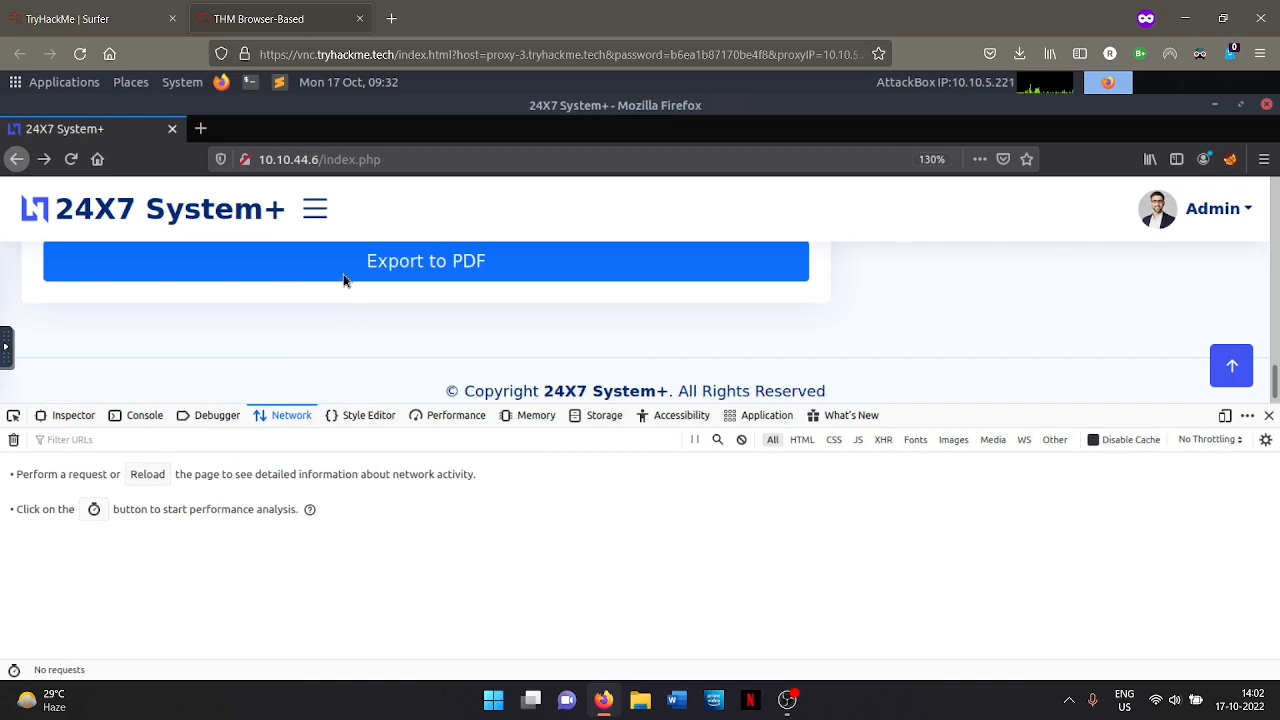 TryHackMe | Surfer
THM Browser-Based
https://vnc.tryhackme.tech/index.html?host=proxy-3.tryhackme.tech&password=b6ea1b87170be4f8&proxyIP=10.10.5.
0
Applications Places System Mon 17 Oct, 09:32 AttackBox IP:10.10.5.221
24X7 System+ - Mozilla Firefox
24X7 System+
10.10.44.6/index.php 130%
24X7 System+ Admin
Export to PDF
© Copyright 24X7 System+. All Rights Reserved
Inspector Console Debugger Network Style Editor Performance Memory Storage Accessibility Application What's New
Filter URLs All HTML CSS JS XHR Fonts Images Media WS Other Disable Cache No Throttling
• Perform a request or Reload the page to see detailed information about network activity.
• Click on the button to start performance analysis.
No requests
29°C
Haze
ENG
US
14:02
17-10-2022